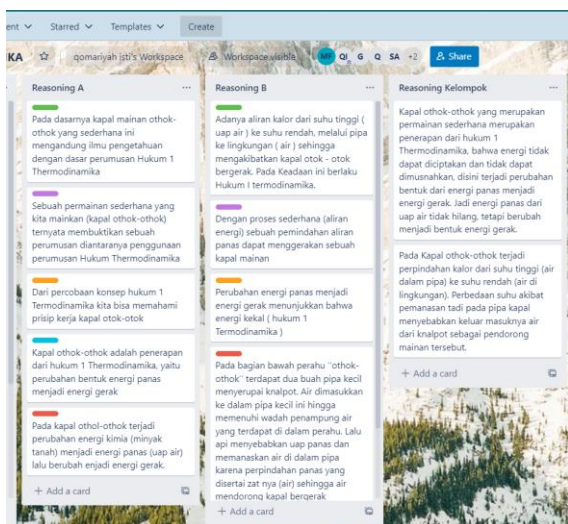 ent Starred Templates Create
KA qomariyah isti's Workspace Workspace visible MF QI G Q SA +2 Share
Reasoning A ...
Pada dasarnya kapal mainan othok-
othok yang sederhana ini
mengandung ilmu pengetahuan
dengan dasar perumusan Hukum 1
Thermodinamika
Sebuah permainan sederhana yang
kita mainkan (kapal othok-othok)
ternyata membuktikan sebuah
perumusan diantaranya penggunaan
perumusan Hukum Thermodinamika
Dari percobaan konsep hukum 1
Termodinamika kita bisa memahami
prisip kerja kapal otok-otok
Kapal othok-othok adalah penerapan
dari hukum 1 Thermodinamika, yaitu
perubahan bentuk energi panas
menjadi energi gerak
Pada kapal othol-othok terjadi
perubahan energi kimia (minyak
tanah) menjadi energi panas (uap air)
lalu berubah enjadi energi gerak.
+ Add a card
Reasoning B ...
Adanya aliran kalor dari suhu tinggi (
uap air ) ke suhu rendah, melalui pipa
ke lingkungan ( air ) sehingga
mengakibatkan kapal otok - otok
bergerak. Pada Keadaan ini berlaku
Hukum I termodinamika.
Dengan proses sederhana (aliran
energi) sebuah pemindahan aliran
panas dapat menggerakan sebuah
kapal mainan
Perubahan energi panas menjadi
energi gerak menunjukkan bahwa
energi kekal ( hukum 1
Termodinamika )
Pada bagian bawah perahu "othok-
othok" terdapat dua buah pipa kecil
menyerupai knalpot. Air dimasukkan
ke dalam pipa kecil ini hingga
memenuhi wadah penampung air
yang terdapat di dalam perahu. Lalu
api menyebabkan uap panas dan
memanaskan air di dalam pipa
karena perpindahan panas yang
disertai zat nya (air) sehingga air
mendorong kapal bergerak
+ Add a card
Reasoning Kelompok ...
Kapal othok-othok yang merupakan
permainan sederhana merupakan
penerapan dari hukum 1
Thermodinamika, bahwa energi tidak
dapat diciptakan dan tidak dapat
dimusnahkan, disini terjadi perubahan
bentuk dari energi panas menjadi
energi gerak. Jadi energi panas dari
uap air tidak hilang, tetapi berubah
menjadi bentuk energi gerak.
Pada Kapal othok-othok terjadi
perpindahan kalor dari suhu tinggi (air
dalam pipa) ke suhu rendah (air di
lingkungan). Perbedaan suhu akibat
pemanasan tadi pada pipa kapal
menyebabkan keluar masuknya air
dari knalpot sebagai pendorong
mainan tersebut.
+ Add a card